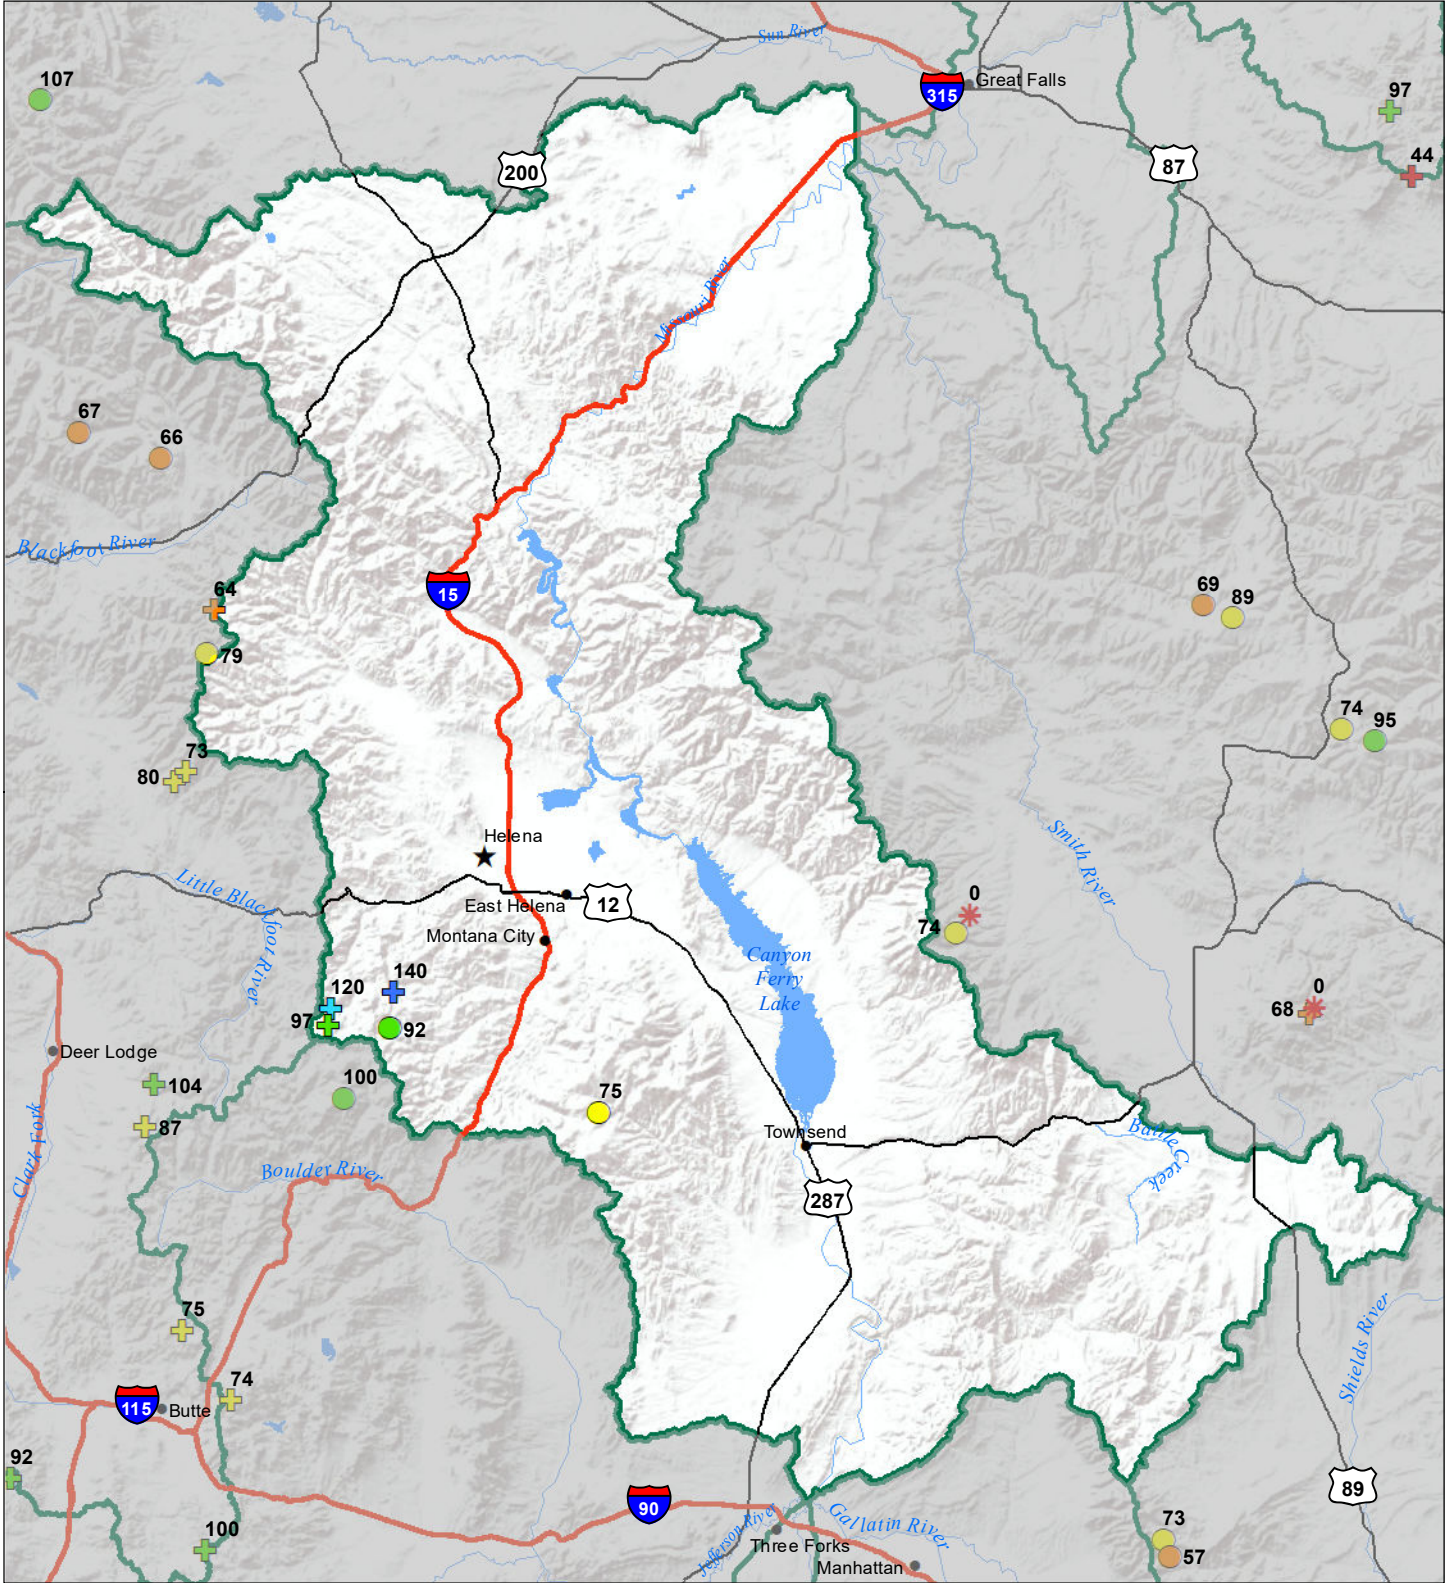 Sun River
107
Great Falls
315
97
87
44
200
Missouri River
67
66
Blackfoot River
15
64
69
89
79
74
95
73
80
Helena
Smith River
Little Blackfoot River
East Helena
12
0
74
Montana City
Canyon
Ferry
Lake
140
120
0
68
97
92
Deer Lodge
104
100
75
87
Townsend
Battle Creek
Clark Fork
Boulder River
287
75
Shields River
74
115
Butte
92
89
90
73
100
Gallatin River
Jefferson River
Three Forks
57
Manhattan